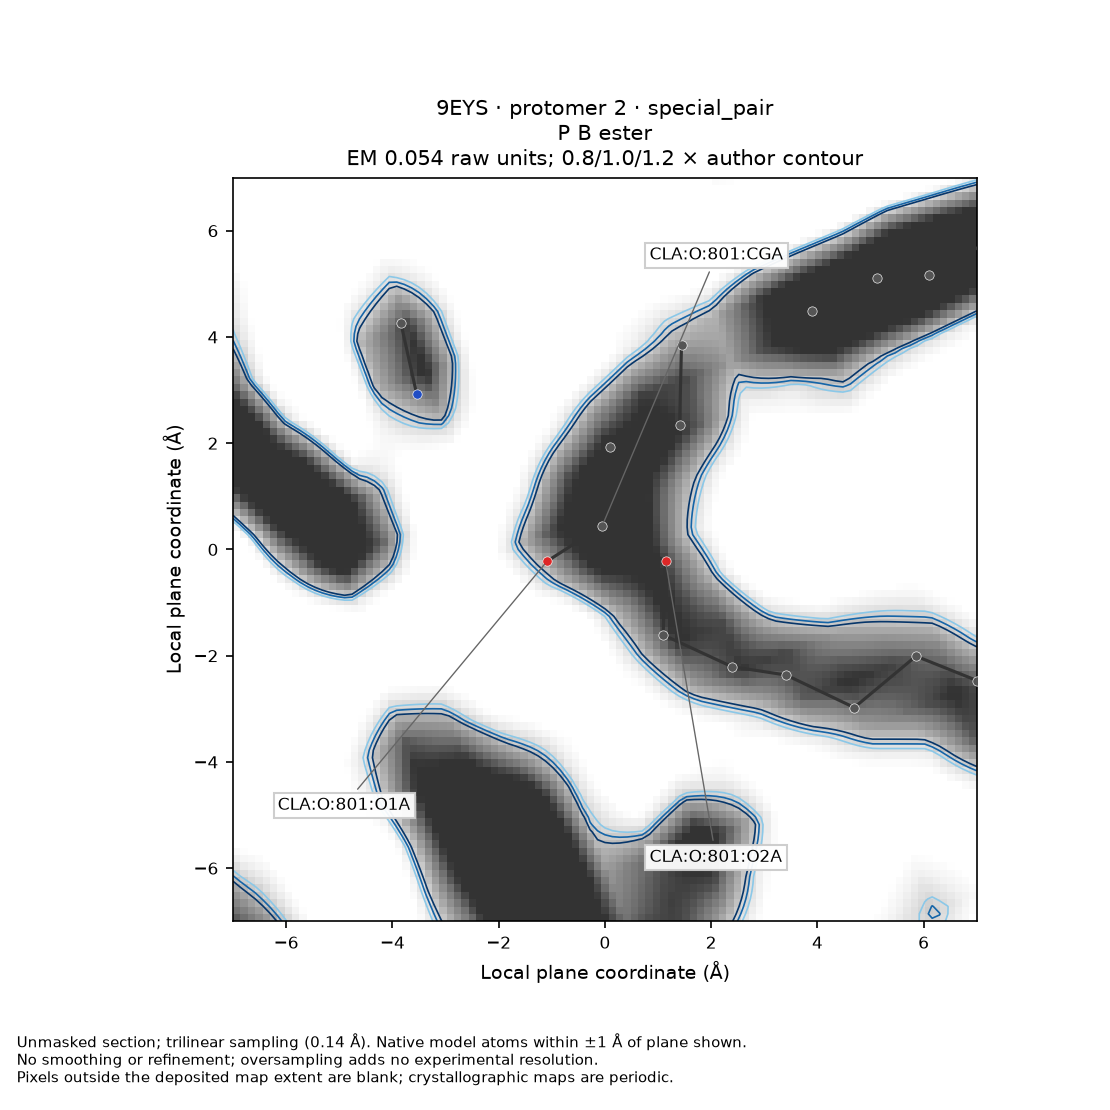 9EYS · protomer 2 · special_pair
P B ester
EM 0.054 raw units; 0.8/1.0/1.2 × author contour
CLA:O:801:CGA
CLA:O:801:O1A
CLA:O:801:O2A
6
4
2
0
−2
−4
−6
Local plane coordinate (Å)
−6 −4 −2 0 2 4 6
Local plane coordinate (Å)
Unmasked section; trilinear sampling (0.14 Å). Native model atoms within ±1 Å of plane shown.
No smoothing or refinement; oversampling adds no experimental resolution.
Pixels outside the deposited map extent are blank; crystallographic maps are periodic.